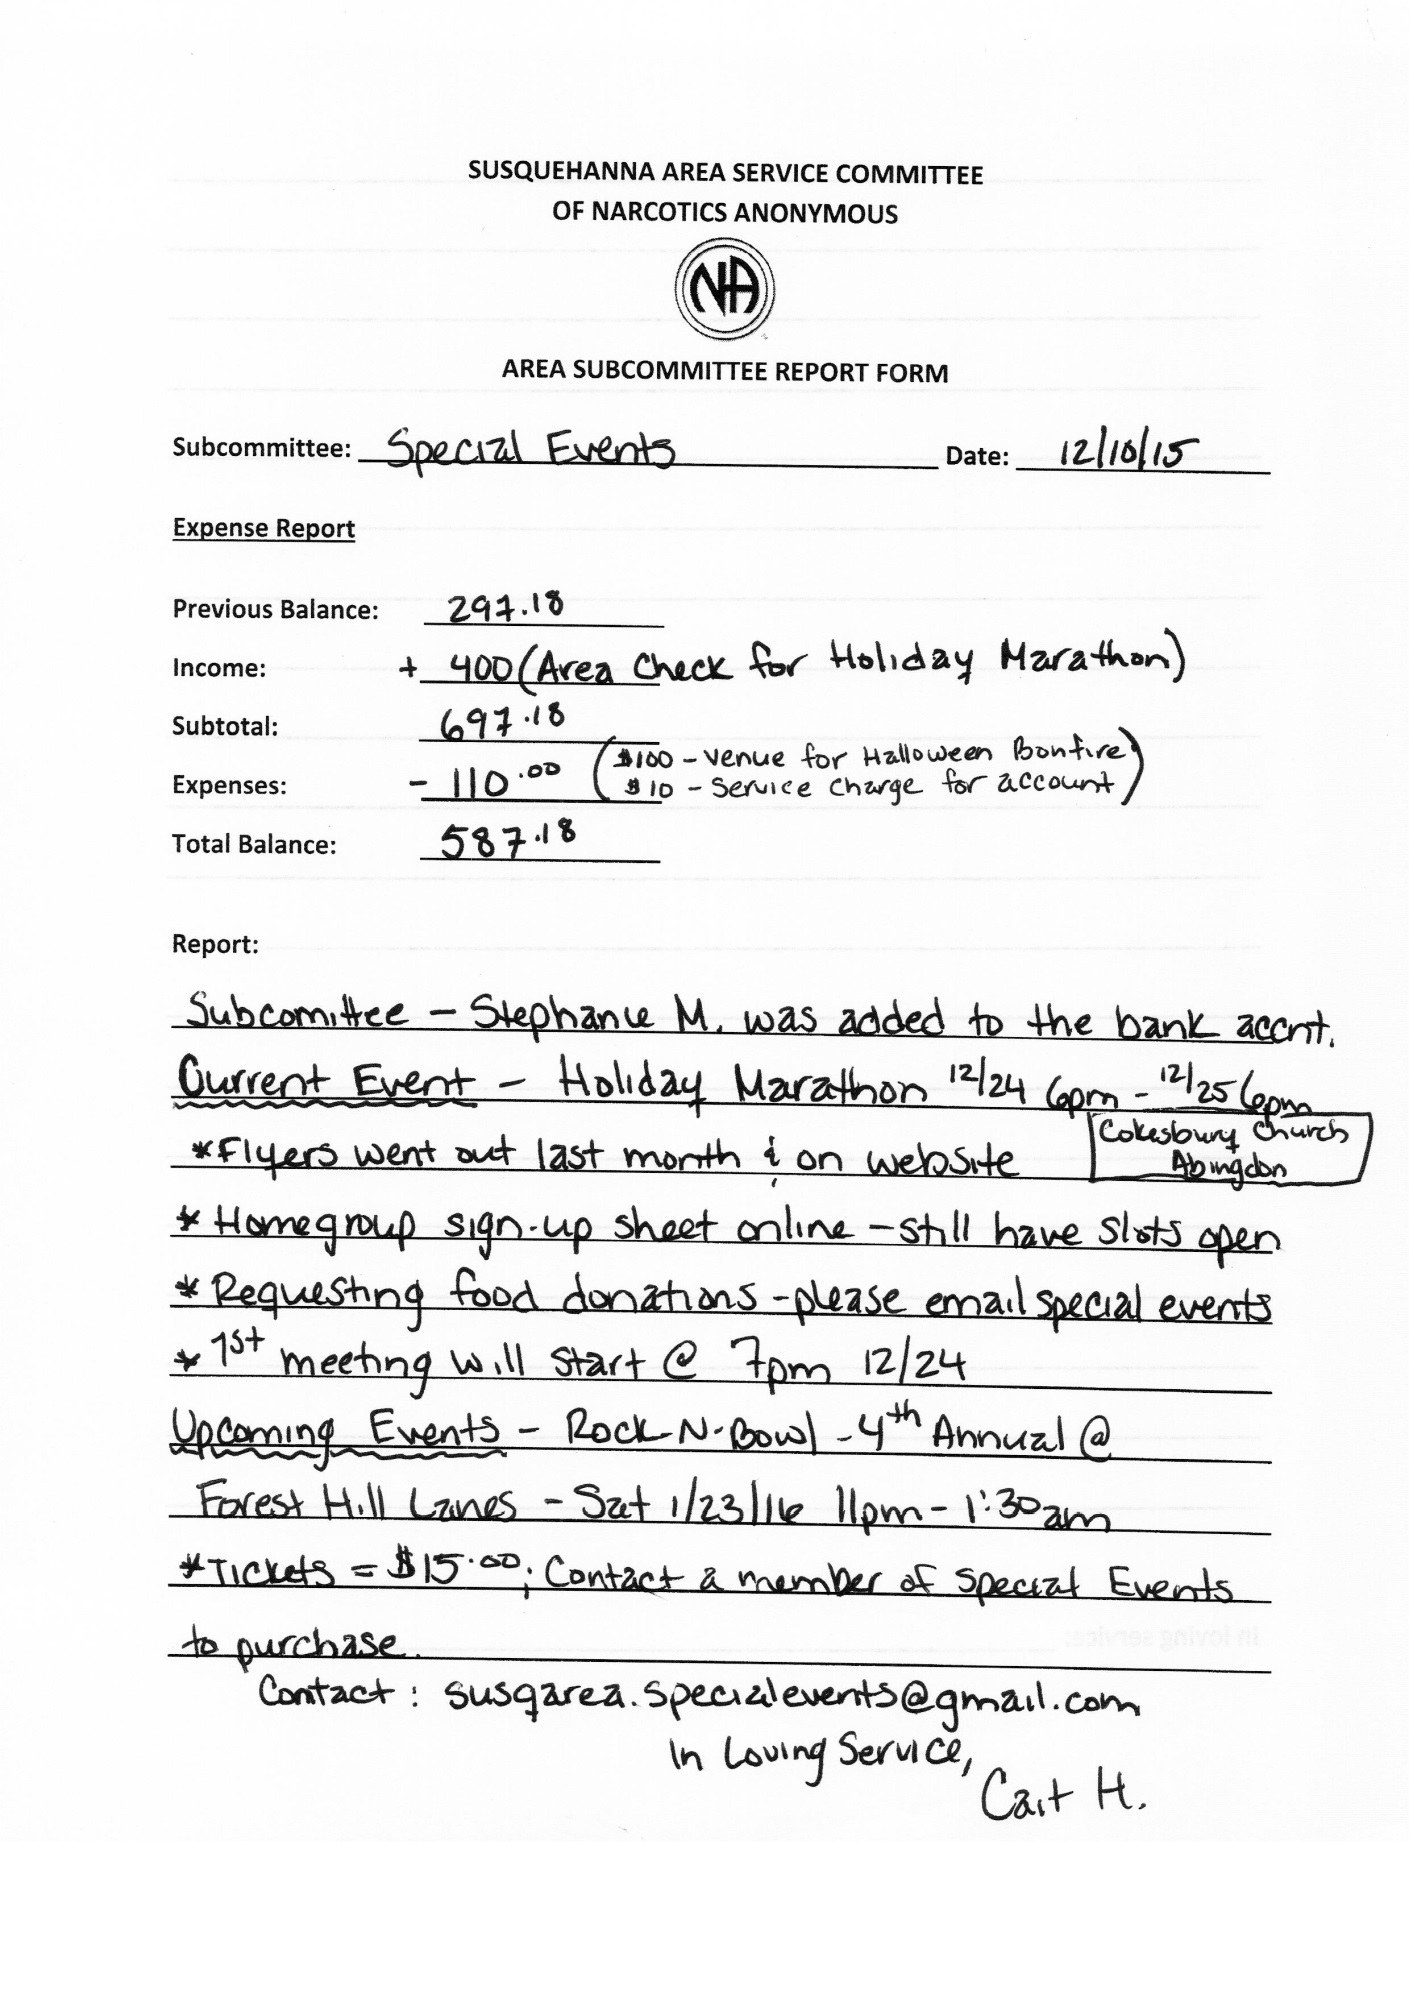 SUSQUEHANNA AREA SERVICE COMMITTEE
OF NARCOTICS ANONYMOUS
NA
AREA SUBCOMMITTEE REPORT FORM
Subcommittee: Special Events Date: 12/10/15
Expense Report
Previous Balance: 297.18
Income: + 400 (Area Check for Holiday Marathon)
Subtotal: 697.18
Expenses: - 110.00 ($100 - Venue for Halloween Bonfire
$10 - Service Charge for account)
Total Balance: 587.18
Report:
Subcomittee - Stephanie M. was added to the bank accnt.
Current Event - Holiday Marathon 12/24 6pm - 12/25 6pm
Cokesbury Church
Abingdon
*Flyers went out last month & on website
* Homegroup sign-up sheet online - still have slots open
* Requesting food donations - please email special events
* 1st meeting will start @ 7pm 12/24
Upcoming Events - Rock-N-Bowl - 4th Annual @
Forest Hill Lanes - Sat 1/23/16 11pm - 1:30am
*Tickets = $15.00; Contact a member of Special Events
to purchase.
In loving service:
Contact: susqarea.specialevents@gmail.com
In Loving Service,
Cait H.